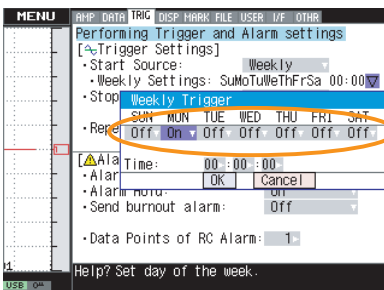 MENU AMP DATA TRIG DISP MARK FILE USER I/F OTHR
Performing Trigger and Alarm settings
[Trigger Settings]
・Start Source: Weekly
・Weekly Settings: SuMoTuWeThFrSa 00:00
・Stop
Weekly Trigger
SUN MON TUE WED THU FRI SAT
・Repe Off On Off Off Off Off Off
[Ala Time: 00 : 00 : 00
・Alar OK Cancel
・Alarm Hold:
・Send burnout alarm: Off
・Data Points of RC Alarm: 1
Help? Set day of the week.
USB